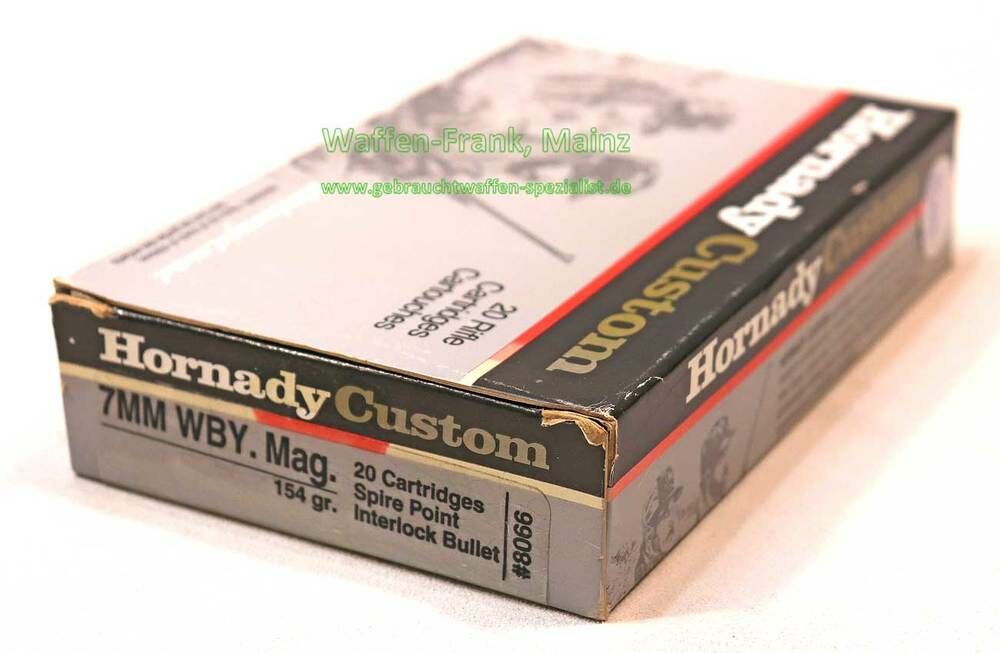 Waffen-Frank, Mainz
www.gebrauchtwaffen-spezialist.de
Hornady Custom
20 Rifle
Cartridges
Cartouches
Hornady Custom
7MM WBY. Mag.
154 gr.
20 Cartridges
Spire Point
Interlock Bullet
#8066
Hornady Custom